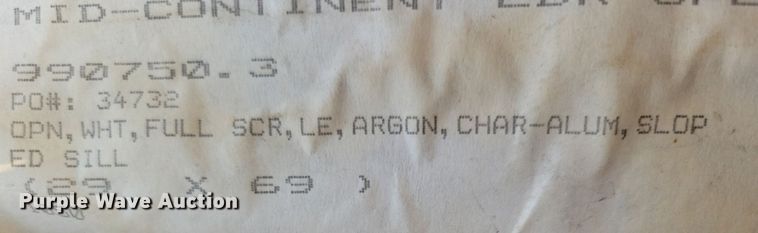 MID-CONTINENT LBR
990750.3
PO#: 34732
OPN,WHT,FULL SCR,LE,ARGON,CHAR-ALUM,SLOP
ED SILL
(29 X 69 )
Purple Wave Auction